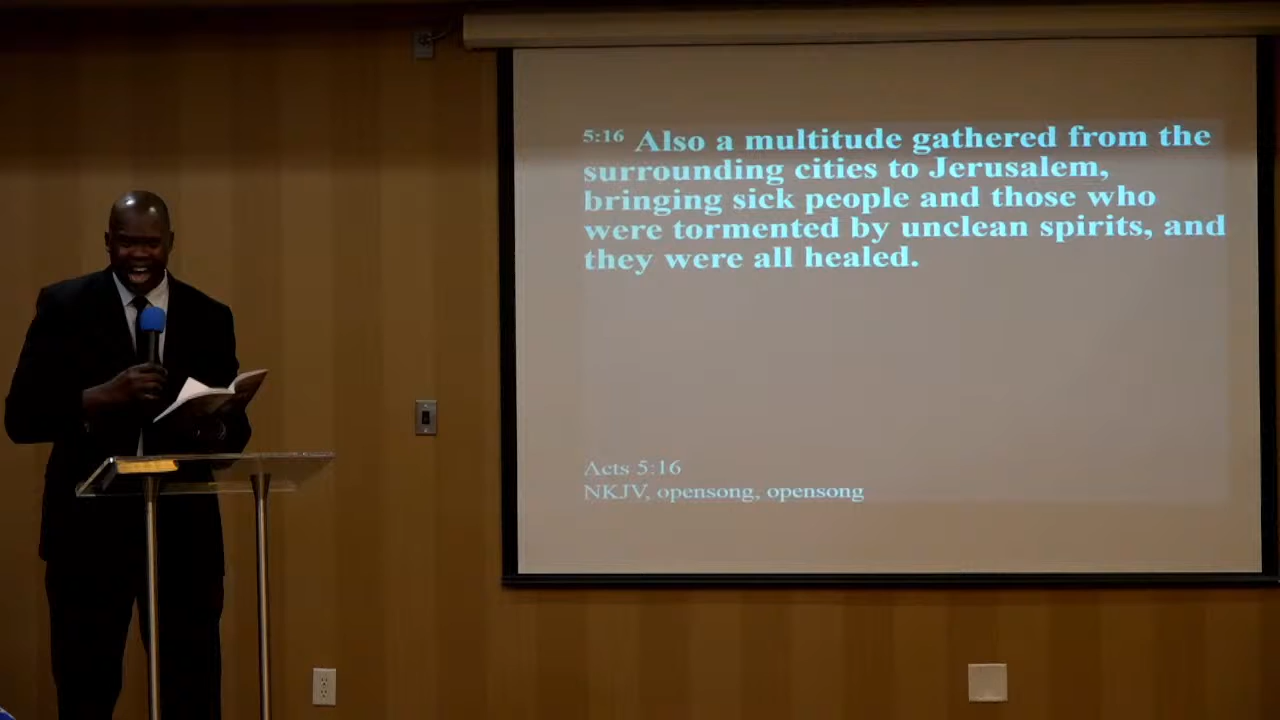 5:16 Also a multitude gathered from the
surrounding cities to Jerusalem,
bringing sick people and those who
were tormented by unclean spirits, and
they were all healed.
Acts 5:16
NKJV, opensong, opensong